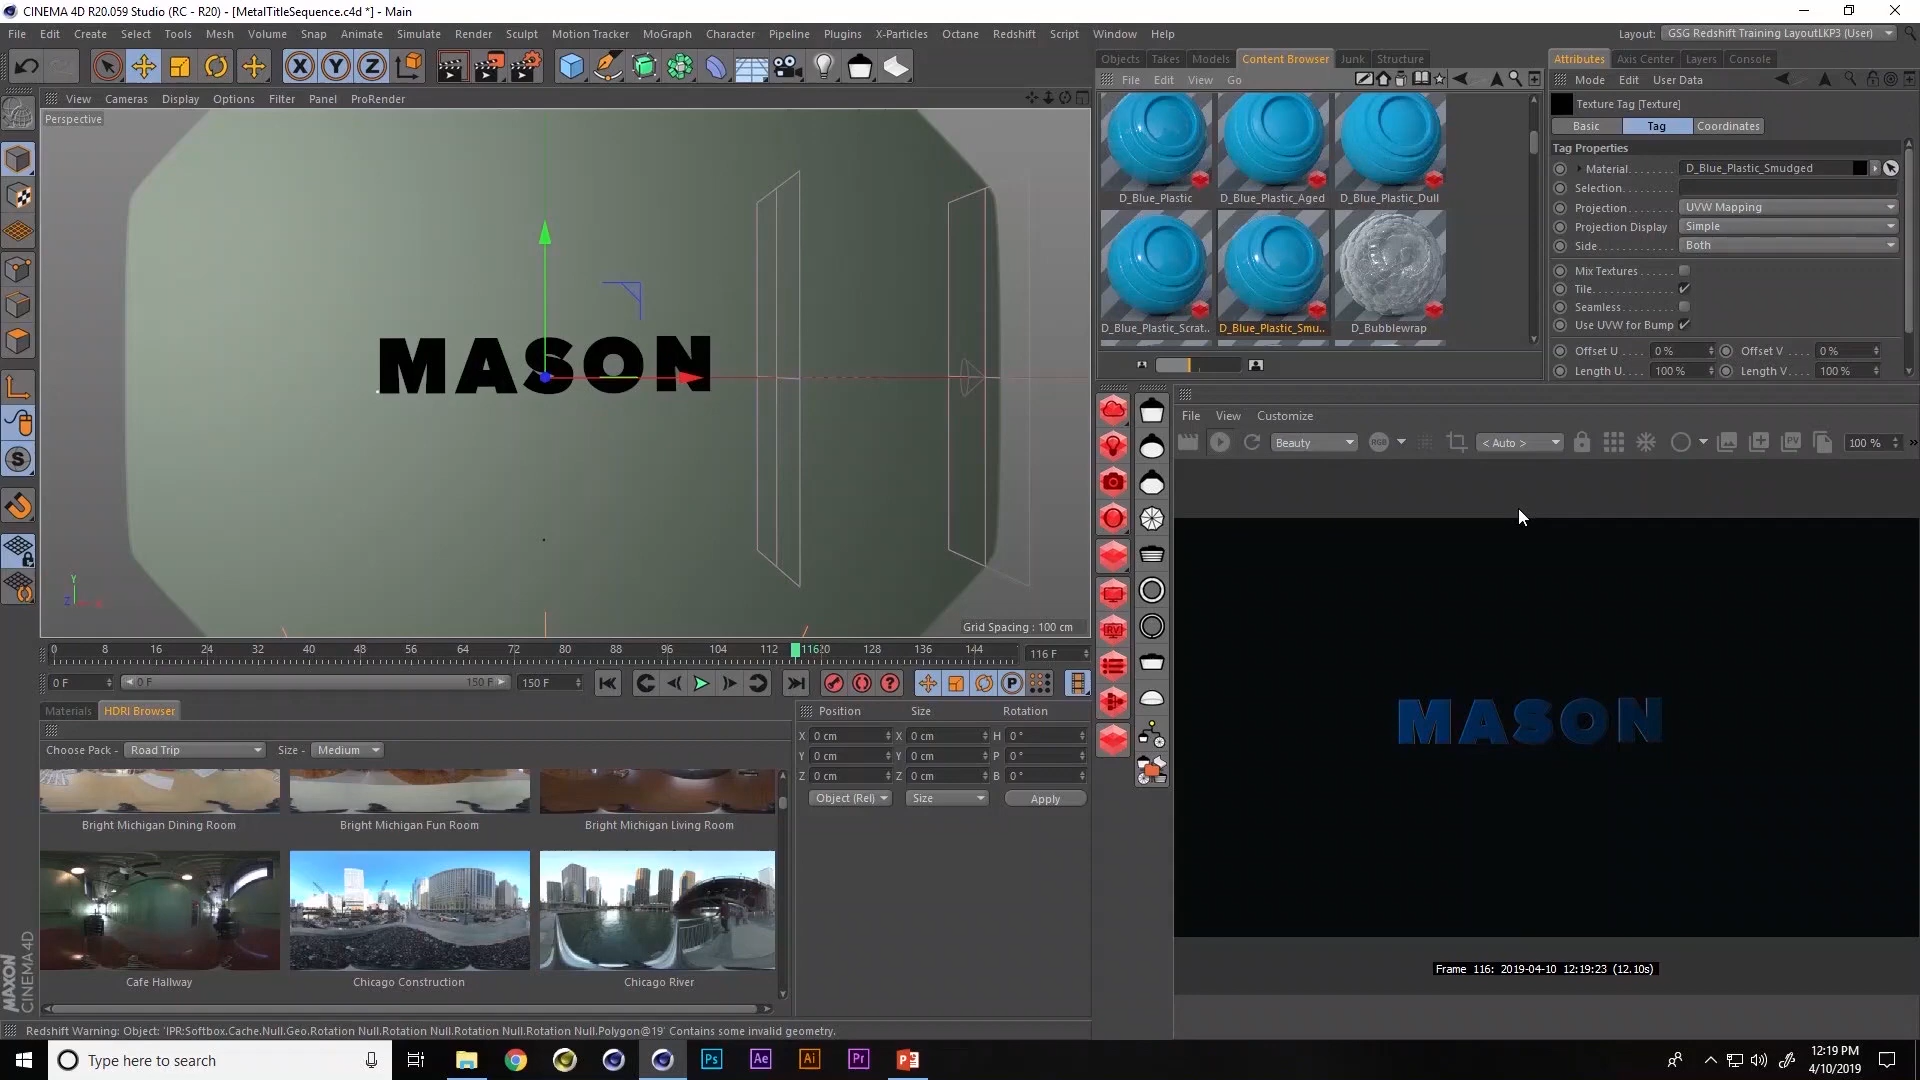 CINEMA 4D R20.059 Studio (RC - R20) - [MetalTitleSequence.c4d *] - Main
File Edit Create Select Tools Mesh Volume Snap Animate Simulate Render Sculpt Motion Tracker MoGraph Character Pipeline Plugins X-Particles Octane Redshift Script Window Help
Layout: GSG Redshift Training LayoutLKP3 (User)
Objects Takes Models Content Browser Junk Structure
Attributes Axis Center Layers Console
View Cameras Display Options Filter Panel ProRender
File Edit View Go
Mode Edit User Data
Perspective
MASON
Grid Spacing : 100 cm
D_Blue_Plastic D_Blue_Plastic_Aged D_Blue_Plastic_Dull
D_Blue_Plastic_Scrat.. D_Blue_Plastic_Smu.. D_Bubblewrap
Texture Tag [Texture]
Basic Tag Coordinates
Tag Properties
Material D_Blue_Plastic_Smudged
Selection
Projection UVW Mapping
Projection Display Simple
Side Both
Mix Textures
Tile
Seamless
Use UVW for Bump
Offset U 0 % Offset V 0 %
Length U 100 % Length V 100 %
File View Customize
Beauty RGB < Auto > PV 100 %
RV
MASON
Frame 116: 2019-04-10 12:19:23 (12.10s)
0 8 16 24 32 40 48 56 64 72 80 88 96 104 112 116 120 128 136 144 116 F
0 F 0 F 150 F 150 F
Materials HDRI Browser
Choose Pack - Road Trip Size - Medium
Bright Michigan Dining Room Bright Michigan Fun Room Bright Michigan Living Room
Cafe Hallway Chicago Construction Chicago River
Position Size Rotation
X 0 cm X 0 cm H 0 °
Y 0 cm Y 0 cm P 0 °
Z 0 cm Z 0 cm B 0 °
Object (Rel) Size Apply
MAXON CINEMA 4D
Redshift Warning: Object: 'IPR:Softbox.Cache.Null.Geo.Rotation Null.Rotation Null.Rotation Null.Rotation Null.Polygon@19' Contains some invalid geometry.
Type here to search
Ps Ae Ai Pr
12:19 PM
4/10/2019